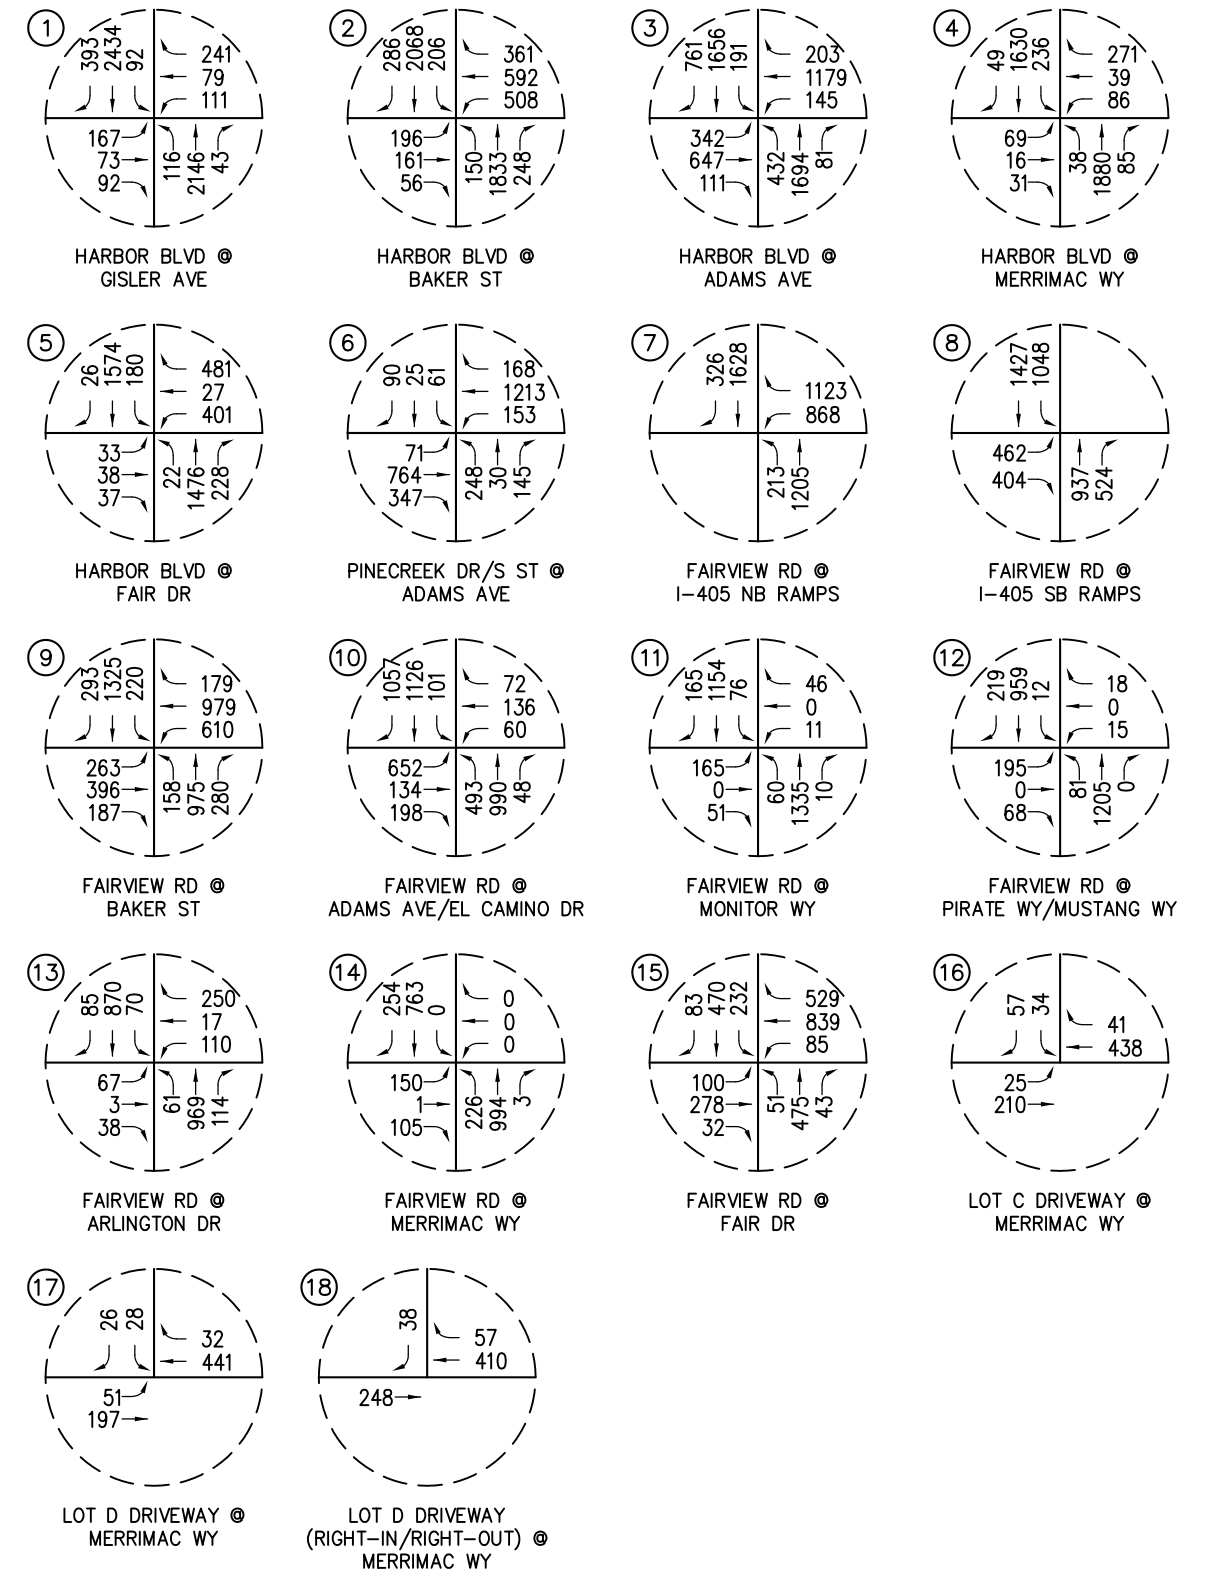 1
393 2434 92
241
79
111
167
73
92
116 2146 43
HARBOR BLVD @
GISLER AVE
2
286 2068 206
361
592
508
196
161
56
150 1833 248
HARBOR BLVD @
BAKER ST
3
761 1656 191
203
1179
145
342
647
111
432 1694 81
HARBOR BLVD @
ADAMS AVE
4
49 1630 236
271
39
86
69
16
31
38 1880 85
HARBOR BLVD @
MERRIMAC WY
5
26 1574 180
481
27
401
33
38
37
22 1476 228
HARBOR BLVD @
FAIR DR
6
90 25 61
168
1213
153
71
764
347
248 30 145
PINECREEK DR/S ST @
ADAMS AVE
7
326 1628
1123
868
213 1205
FAIRVIEW RD @
I-405 NB RAMPS
8
1427 1048
462
404
937 524
FAIRVIEW RD @
I-405 SB RAMPS
9
293 1325 220
179
979
610
263
396
187
158 975 280
FAIRVIEW RD @
BAKER ST
10
1057 1126 101
72
136
60
652
134
198
493 990 48
FAIRVIEW RD @
ADAMS AVE/EL CAMINO DR
11
165 1154 76
46
0
11
165
0
51
60 1335 10
FAIRVIEW RD @
MONITOR WY
12
219 959 12
18
0
15
195
0
68
81 1205 0
FAIRVIEW RD @
PIRATE WY/MUSTANG WY
13
85 870 70
250
17
110
67
3
38
61 969 114
FAIRVIEW RD @
ARLINGTON DR
14
254 763 0
0
0
0
150
1
105
226 994 3
FAIRVIEW RD @
MERRIMAC WY
15
83 470 232
529
839
85
100
278
32
51 475 43
FAIRVIEW RD @
FAIR DR
16
57 34
41
438
25
210
LOT C DRIVEWAY @
MERRIMAC WY
17
26 28
32
441
51
197
LOT D DRIVEWAY @
MERRIMAC WY
18
38
57
410
248
LOT D DRIVEWAY
(RIGHT-IN/RIGHT-OUT) @
MERRIMAC WY